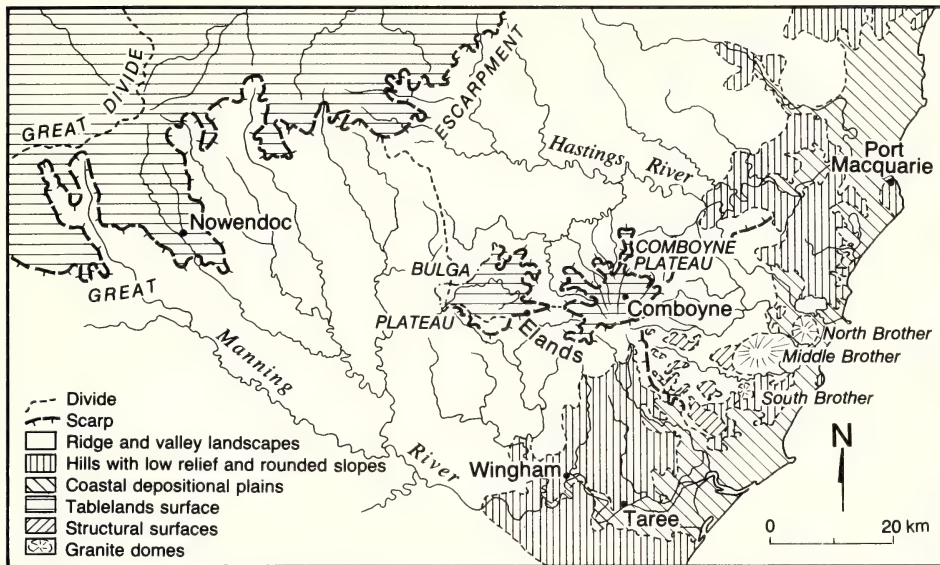 GREAT DIVIDE
ESCARPMENT
Hastings River
Port
Macquarie
Nowendoc
GREAT
BULGA
PLATEAU
COMBOYNE
PLATEAU
Comboyne
Elands
North Brother
Middle Brother
South Brother
Manning River
Wingham
Taree
N
0 20 km
Divide
Scarp
Ridge and valley landscapes
Hills with low relief and rounded slopes
Coastal depositional plains
Tablelands surface
Structural surfaces
Granite domes